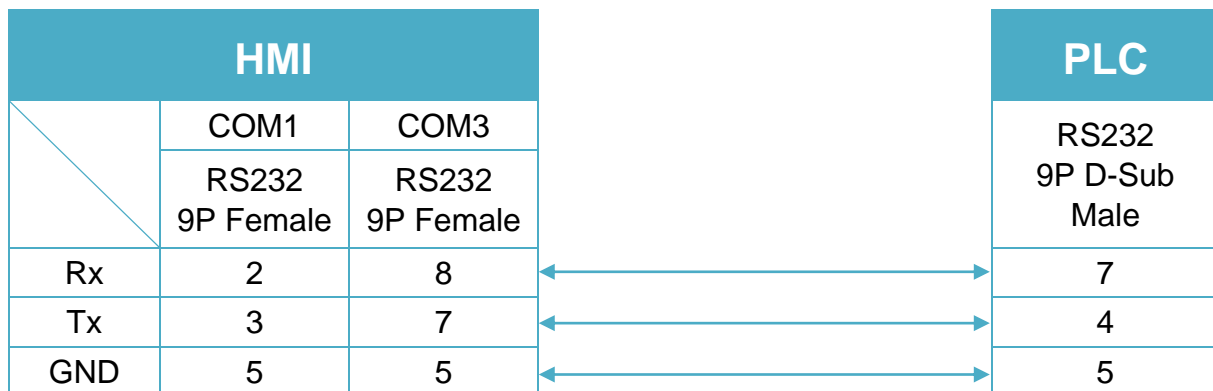 HMI PLC
COM1 COM3
RS232
9P D-Sub
Male
RS232 RS232
9P Female 9P Female
Rx 2 8 7
Tx 3 7 4
GND 5 5 5